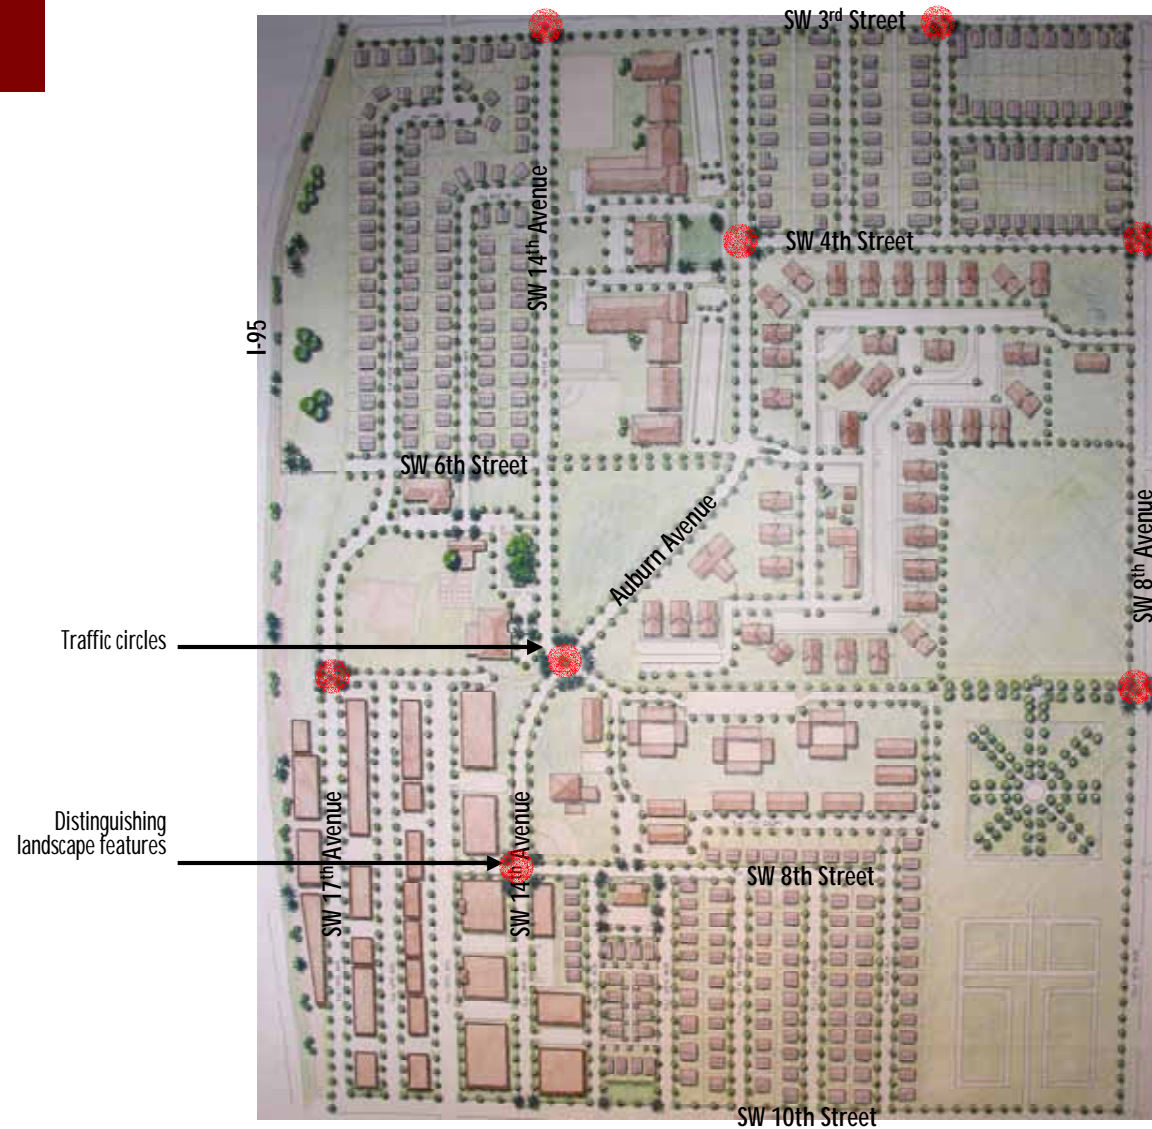 SW 3rd Street
SW 14th Avenue
SW 4th Street
I-95
SW 6th Street
Auburn Avenue
SW 8th Avenue
Traffic circles
Distinguishing
landscape features
SW 17th Avenue
SW 14th Avenue
SW 8th Street
SW 10th Street